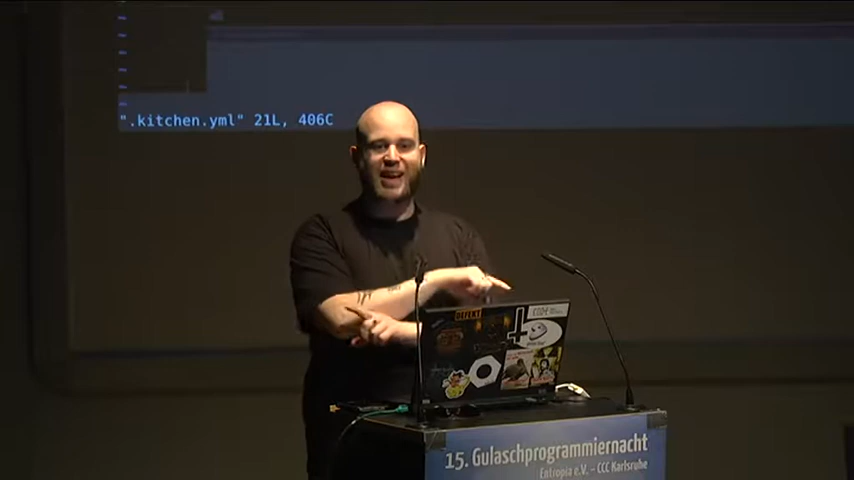 ~
~
~
~
~
~
".kitchen.yml" 21L, 406C
DEFEKT
15. Gulaschprogrammiernacht
Entropia e.V. – CCC Karlsruhe